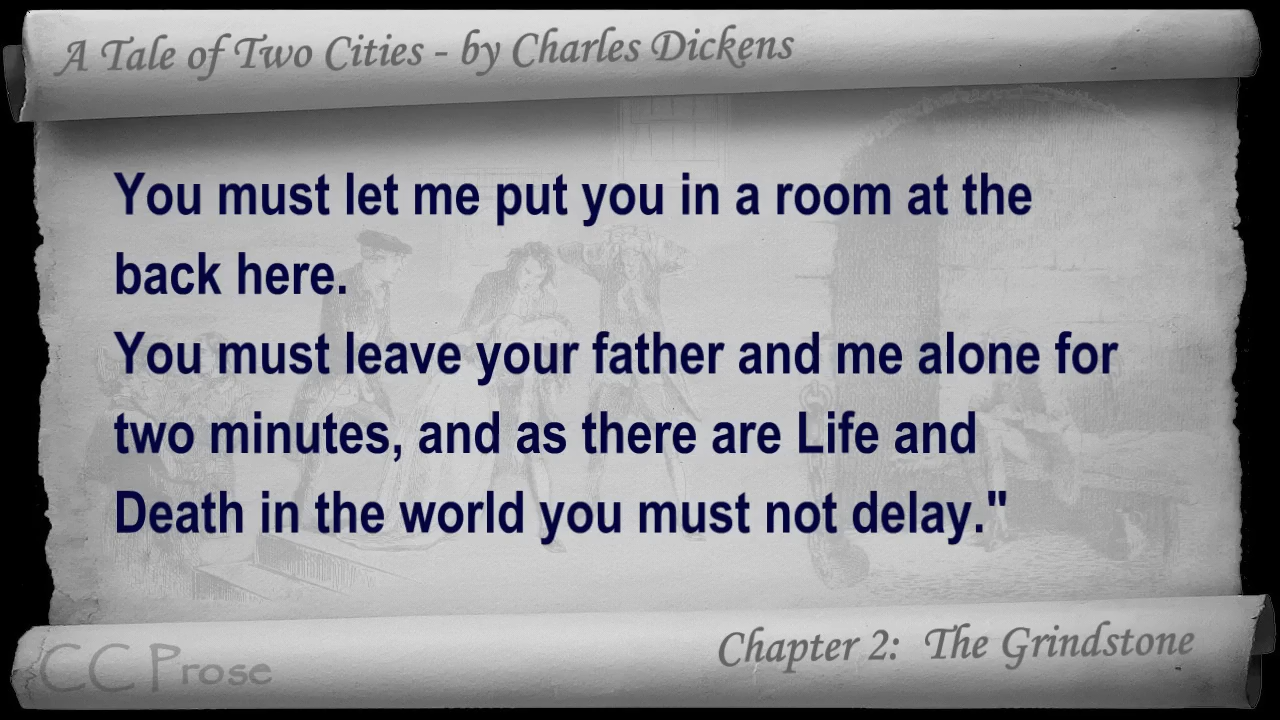 A Tale of Two Cities - by Charles Dickens
You must let me put you in a room at the
back here.
You must leave your father and me alone for
two minutes, and as there are Life and
Death in the world you must not delay."
Chapter 2: The Grindstone
CC Prose